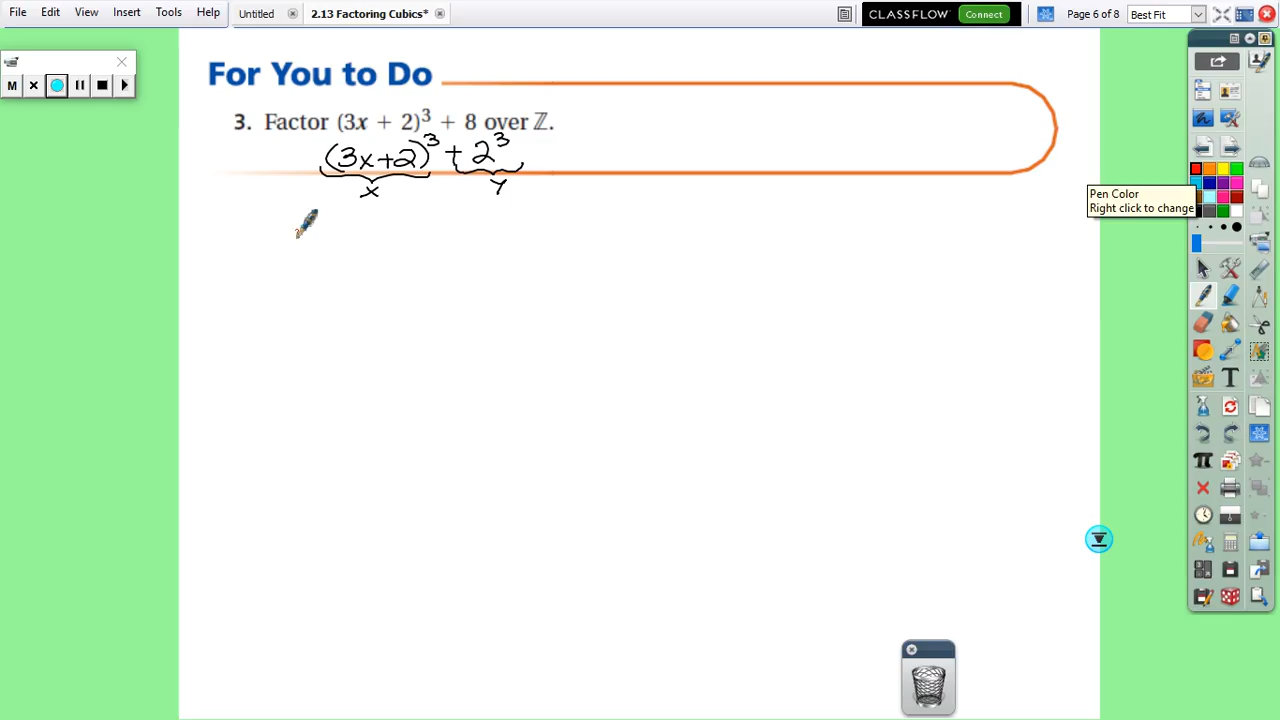 File Edit View Insert Tools Help Untitled 2.13 Factoring Cubics* CLASSFLOW Connect Page 6 of 8 Best Fit
M
For You to Do
3. Factor (3x + 2)³ + 8 over ℤ.
(3x+2)³ + 2³
x y
Pen Color
Right click to change